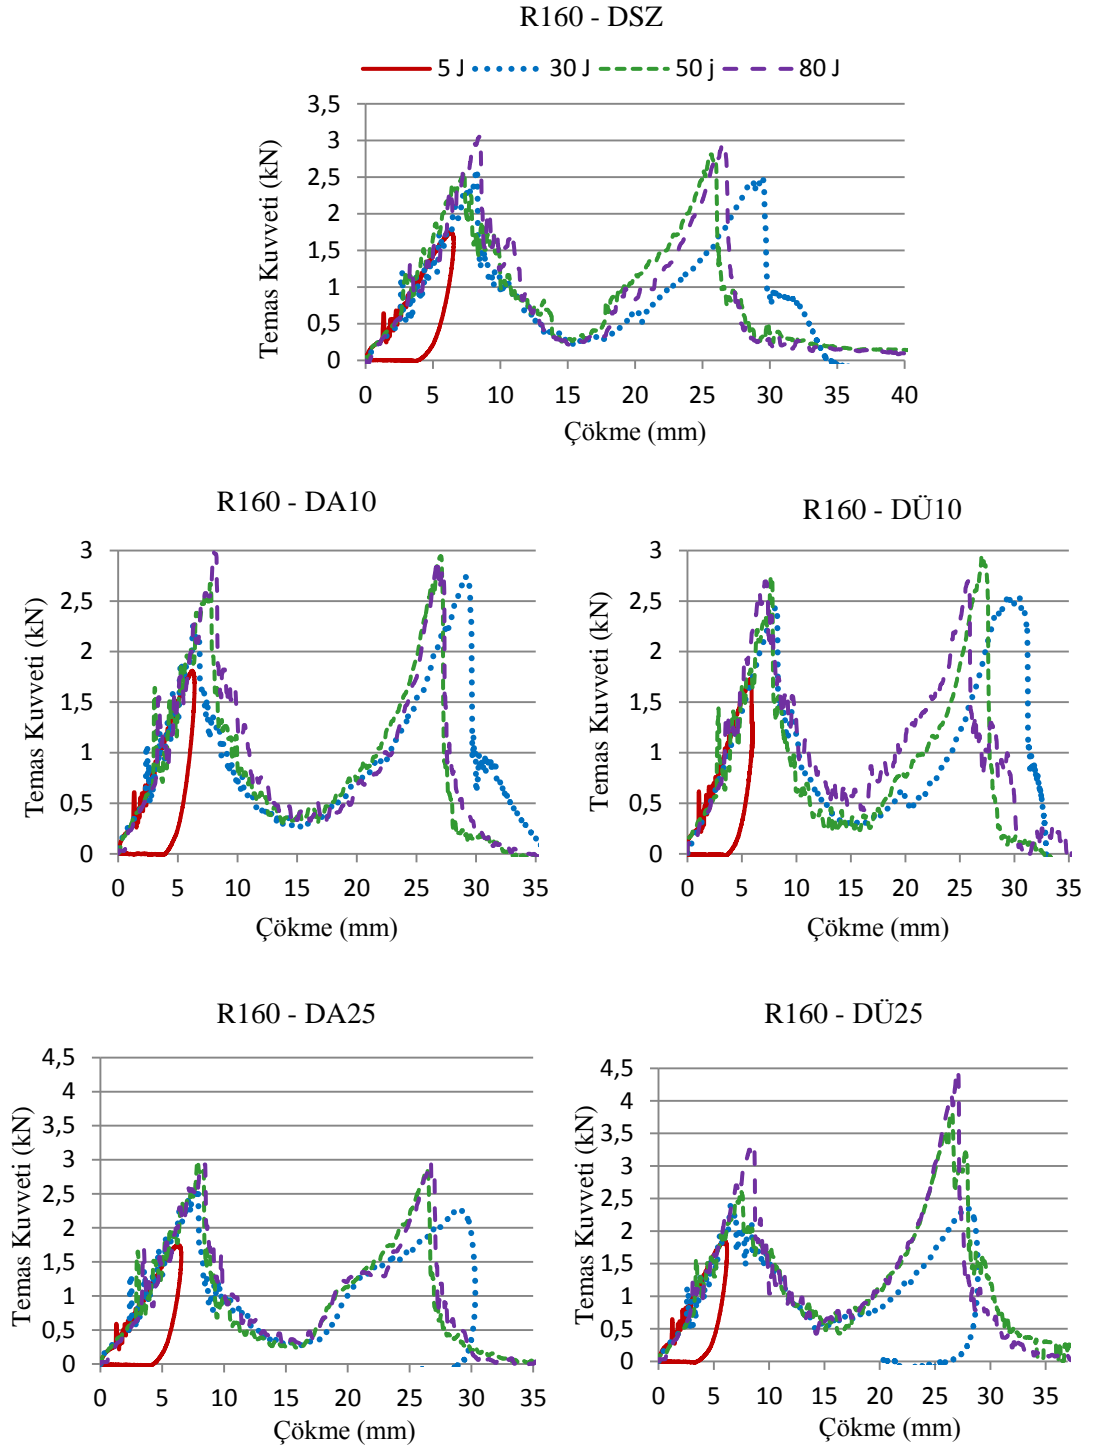 R160 - DSZ
5 J 30 J 50 j 80 J
Temas Kuvveti (kN)
3,5
3
2,5
2
1,5
1
0,5
0
0 5 10 15 20 25 30 35 40
Çökme (mm)
R160 - DA10
Temas Kuvveti (kN)
3
2,5
2
1,5
1
0,5
0
0 5 10 15 20 25 30 35
Çökme (mm)
R160 - DÜ10
Temas Kuvveti (kN)
3
2,5
2
1,5
1
0,5
0
0 5 10 15 20 25 30 35
Çökme (mm)
R160 - DA25
Temas Kuvveti (kN)
4,5
4
3,5
3
2,5
2
1,5
1
0,5
0
0 5 10 15 20 25 30 35
Çökme (mm)
R160 - DÜ25
Temas Kuvveti (kN)
4,5
4
3,5
3
2,5
2
1,5
1
0,5
0
0 5 10 15 20 25 30 35
Çökme (mm)